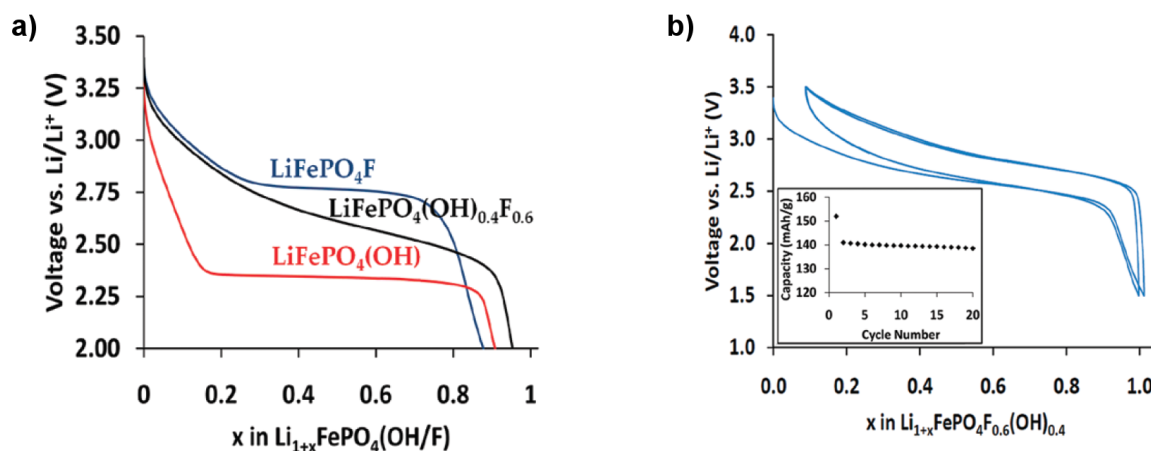 a)
Voltage vs. Li/Li⁺ (V)
3.50
3.25
3.00
2.75
2.50
2.25
2.00
LiFePO₄F
LiFePO₄(OH)₀.₄F₀.₆
LiFePO₄(OH)
0 0.2 0.4 0.6 0.8 1
x in Li₁₊ₓFePO₄(OH/F)
b)
Voltage vs. Li/Li⁺ (V)
4.0
3.5
3.0
2.5
2.0
1.5
1.0
Capacity (mAh/g)
160
150
140
130
120
0 5 10 15 20
Cycle Number
0.0 0.2 0.4 0.6 0.8 1.0
x in Li₁₊ₓFePO₄F₀.₆(OH)₀.₄